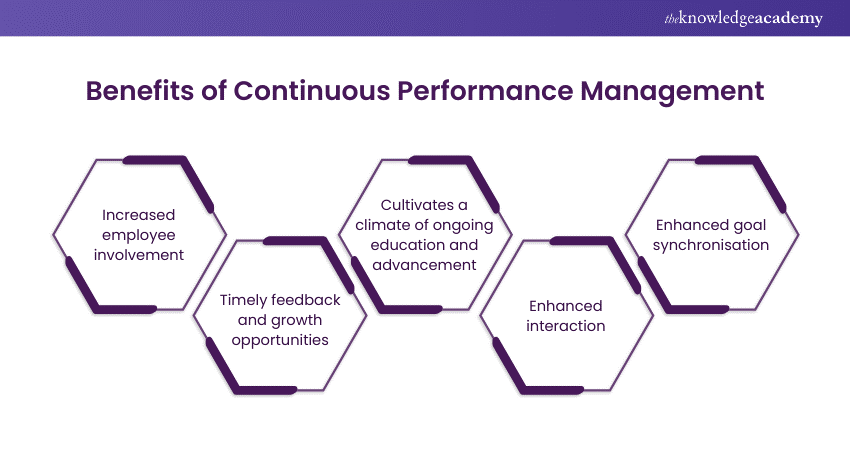 theknowledgeacademy
Benefits of Continuous Performance Management
Increased
employee
involvement
Timely feedback
and growth
opportunities
Cultivates a
climate of ongoing
education and
advancement
Enhanced
interaction
Enhanced goal
synchronisation